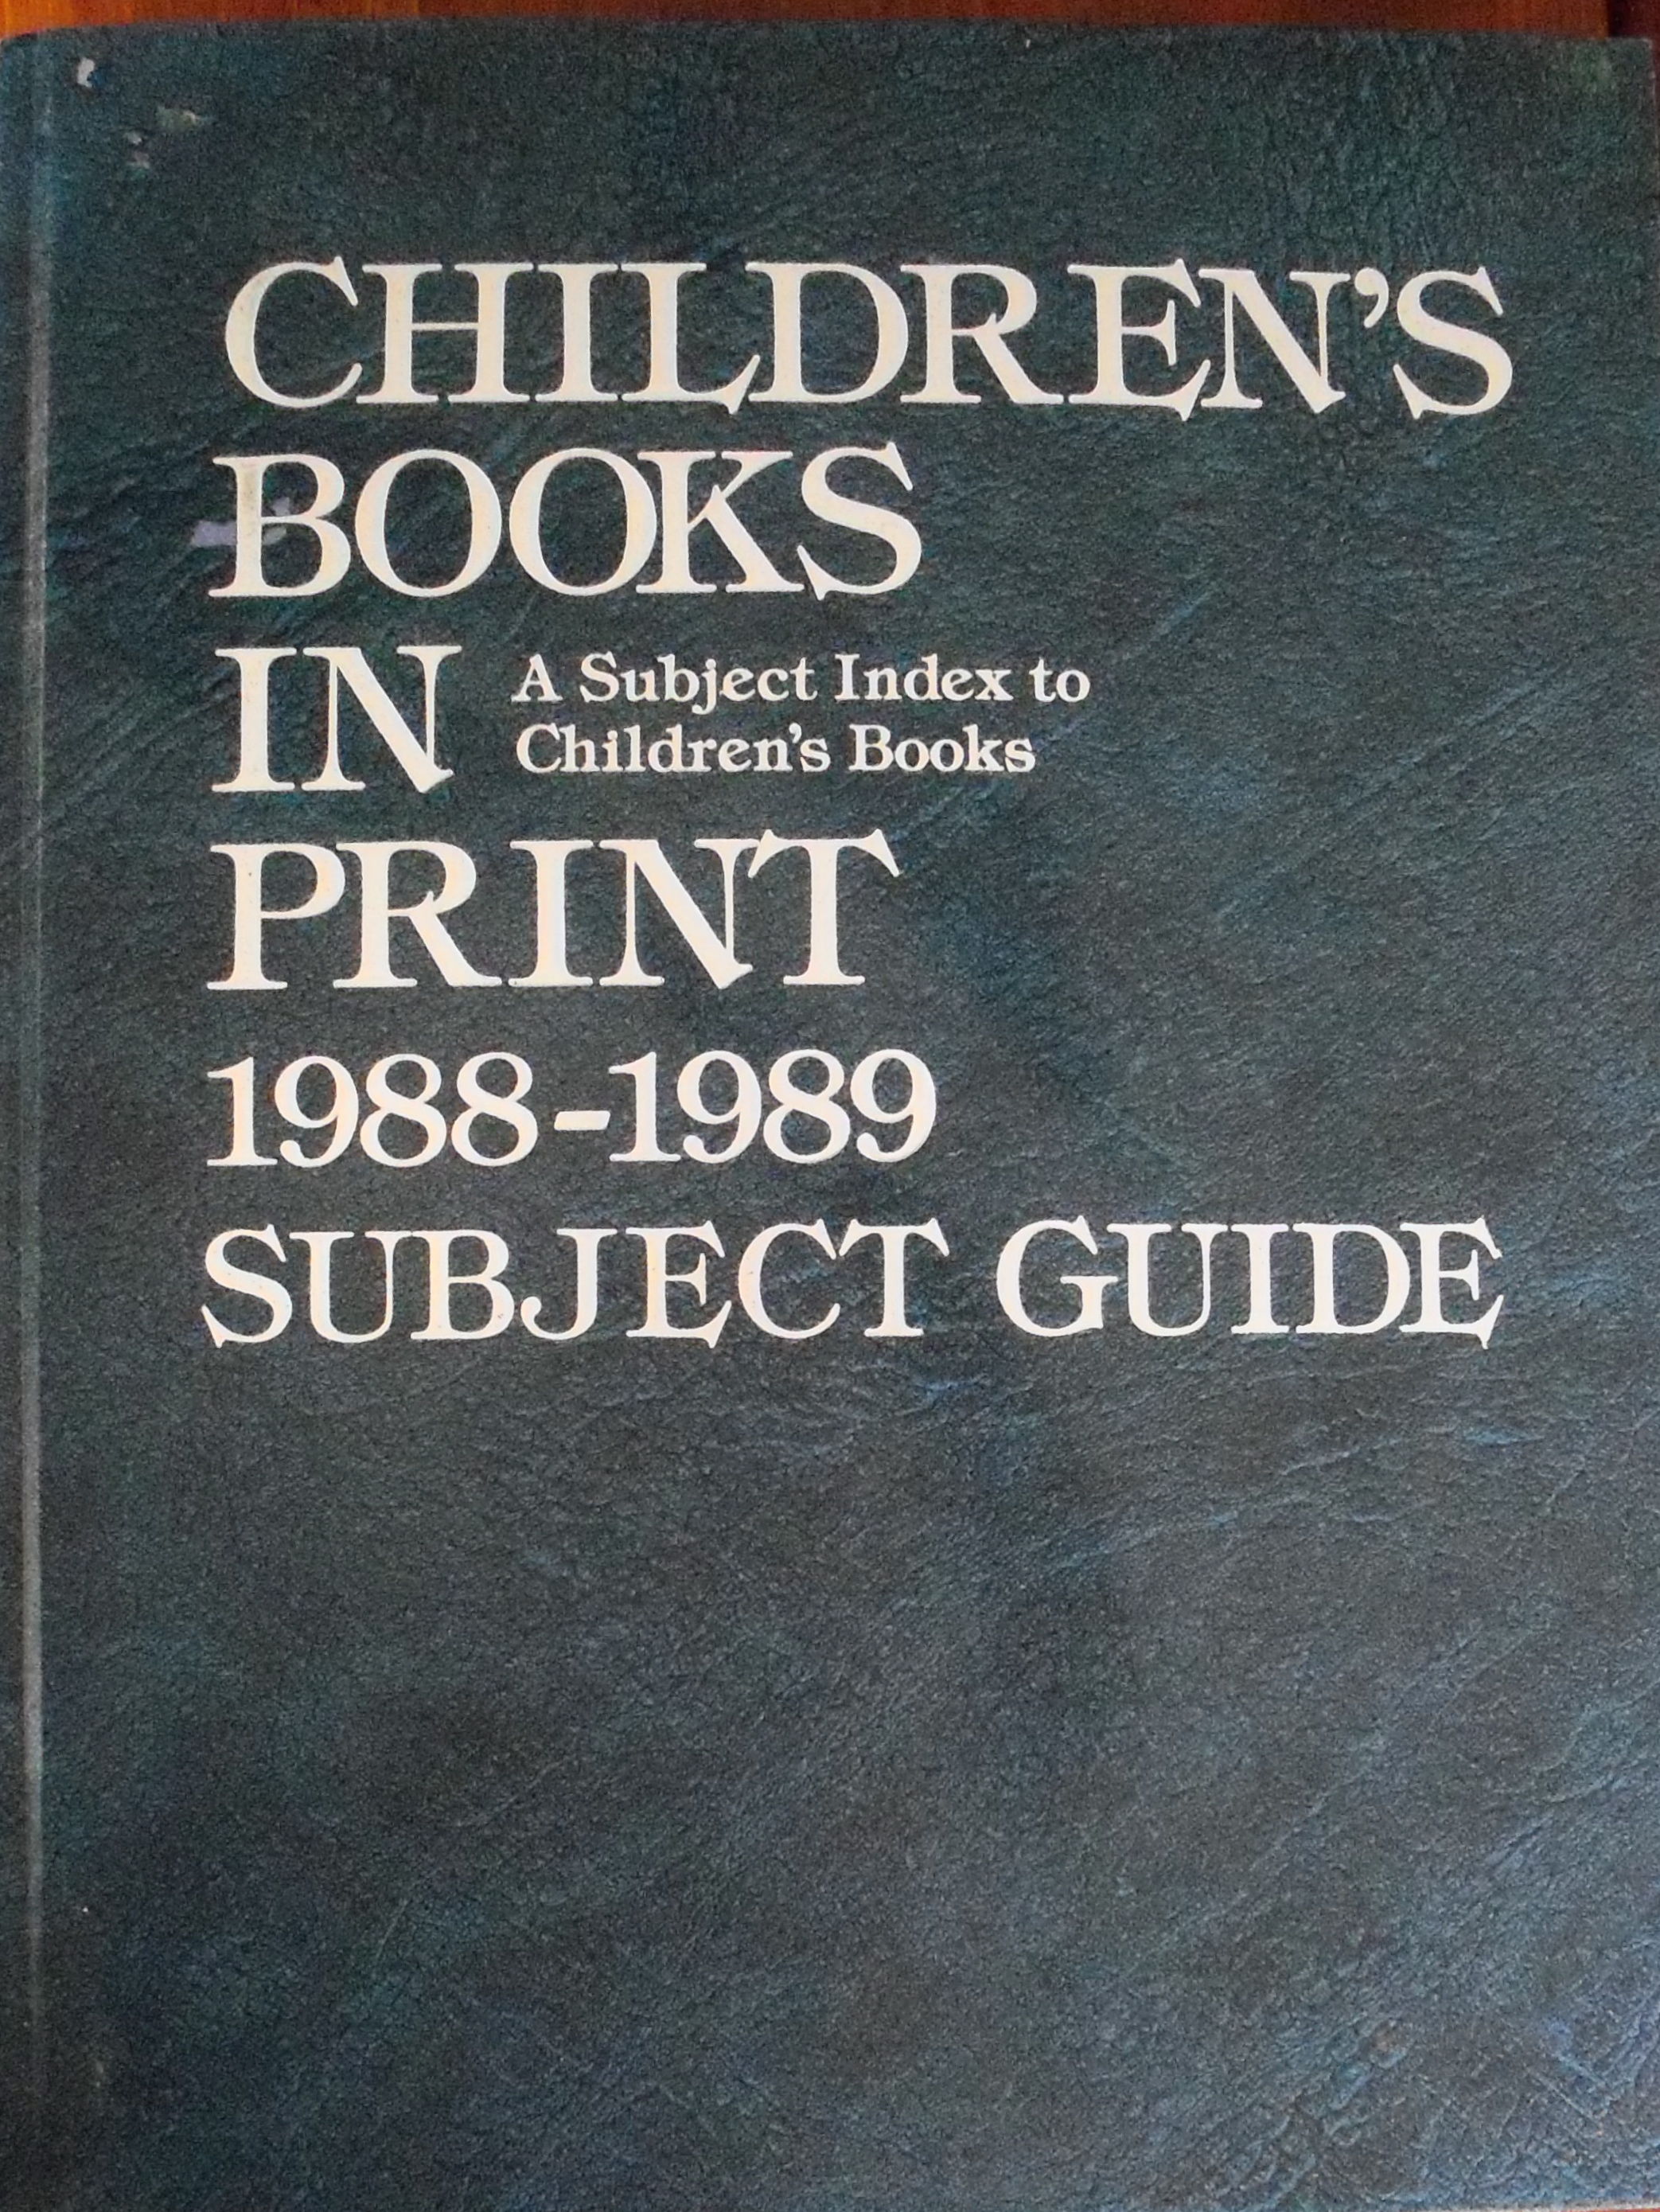 CHILDREN'S
BOOKS
IN
A Subject Index to
Children's Books
PRINT
1988-1989
SUBJECT GUIDE